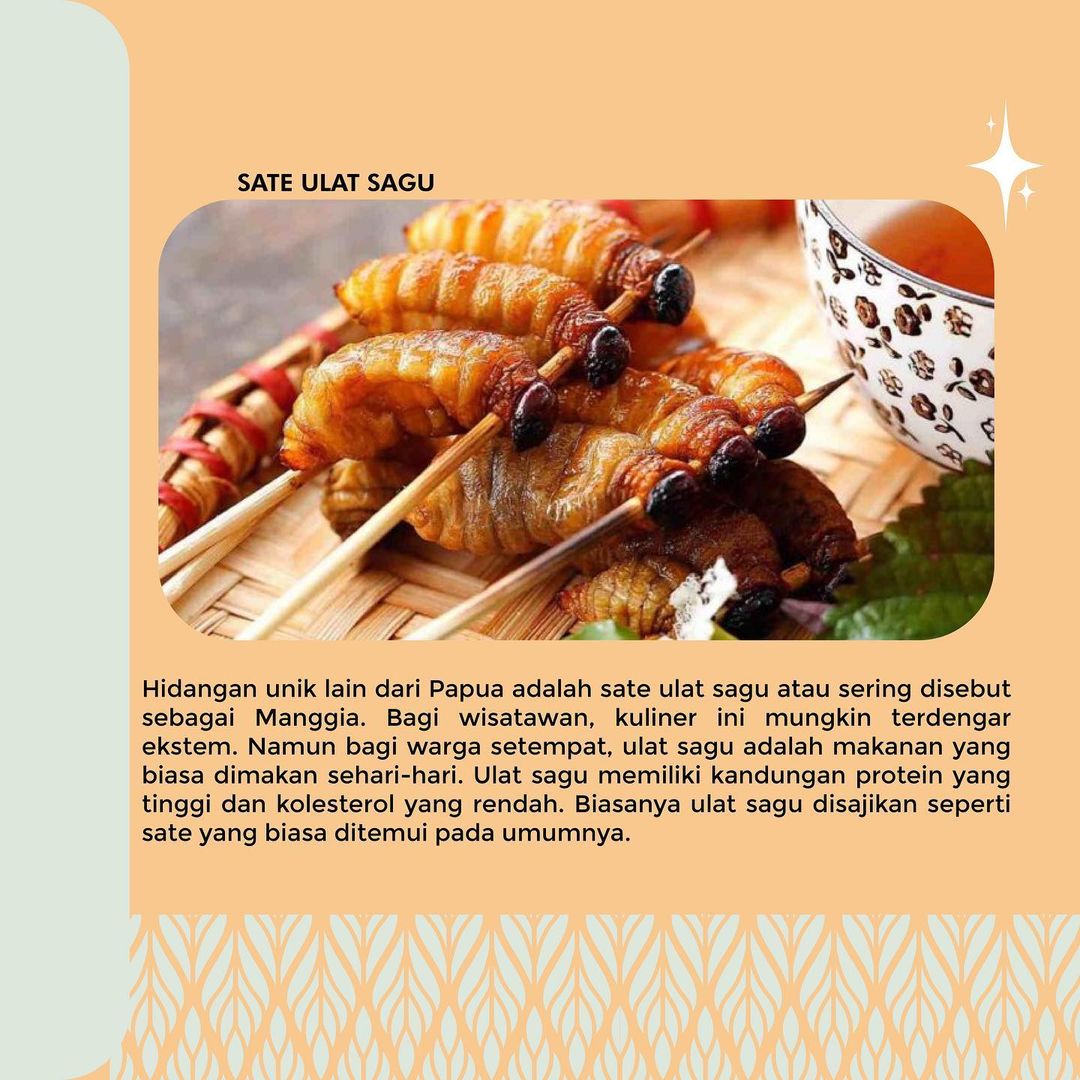 SATE ULAT SAGU
Hidangan unik lain dari Papua adalah sate ulat sagu atau sering disebut
sebagai Manggia. Bagi wisatawan, kuliner ini mungkin terdengar
ekstem. Namun bagi warga setempat, ulat sagu adalah makanan yang
biasa dimakan sehari-hari. Ulat sagu memiliki kandungan protein yang
tinggi dan kolesterol yang rendah. Biasanya ulat sagu disajikan seperti
sate yang biasa ditemui pada umumnya.